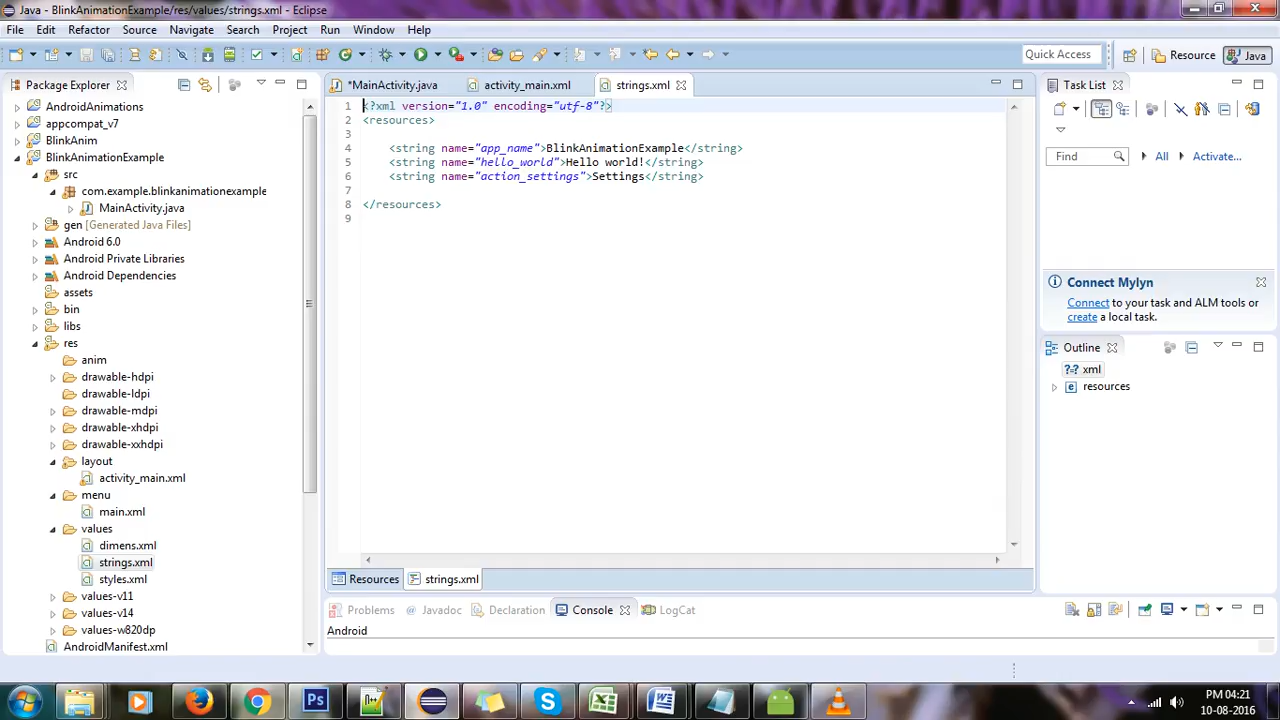 Java - BlinkAnimationExample/res/values/strings.xml - Eclipse
File Edit Refactor Source Navigate Search Project Run Window Help
Quick Access Resource Java
Package Explorer
AndroidAnimations
appcompat_v7
BlinkAnim
BlinkAnimationExample
src
com.example.blinkanimationexample
MainActivity.java
gen [Generated Java Files]
Android 6.0
Android Private Libraries
Android Dependencies
assets
bin
libs
res
anim
drawable-hdpi
drawable-ldpi
drawable-mdpi
drawable-xhdpi
drawable-xxhdpi
layout
activity_main.xml
menu
main.xml
values
dimens.xml
strings.xml
styles.xml
values-v11
values-v14
values-w820dp
AndroidManifest.xml
*MainActivity.java activity_main.xml strings.xml
1 <?xml version="1.0" encoding="utf-8"?>
2 <resources>
3
4 <string name="app_name">BlinkAnimationExample</string>
5 <string name="hello_world">Hello world!</string>
6 <string name="action_settings">Settings</string>
7
8 </resources>
9
Resources strings.xml
Problems Javadoc Declaration Console LogCat
Android
Task List
Find All Activate...
Connect Mylyn
Connect to your task and ALM tools or
create a local task.
Outline
?=? xml
e resources
PM 04:21
10-08-2016